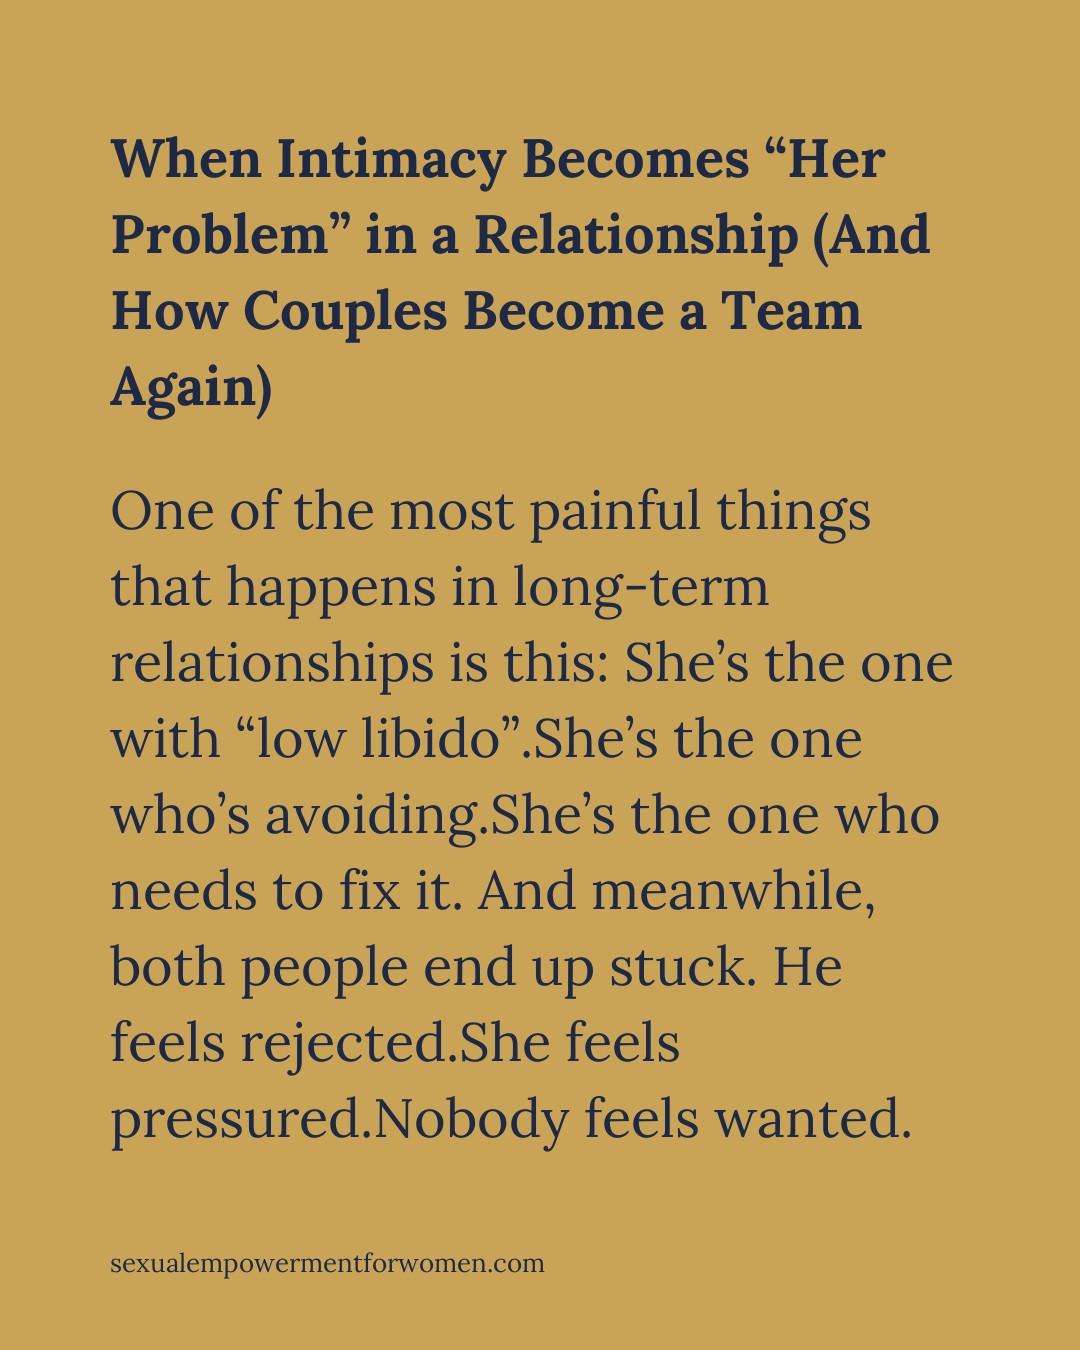 When Intimacy Becomes “Her
Problem” in a Relationship (And
How Couples Become a Team
Again)
One of the most painful things
that happens in long-term
relationships is this: She’s the one
with “low libido”.She’s the one
who’s avoiding.She’s the one who
needs to fix it. And meanwhile,
both people end up stuck. He
feels rejected.She feels
pressured.Nobody feels wanted.
sexualempowermentforwomen.com